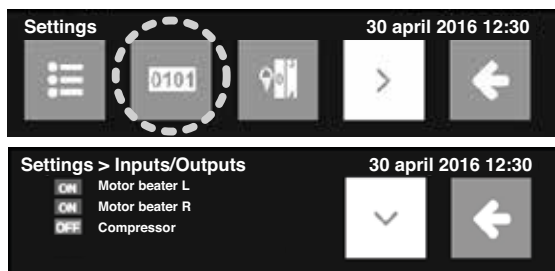 Settings 30 april 2016 12:30
0101
Settings > Inputs/Outputs 30 april 2016 12:30
ON Motor beater L
ON Motor beater R
OFF Compressor